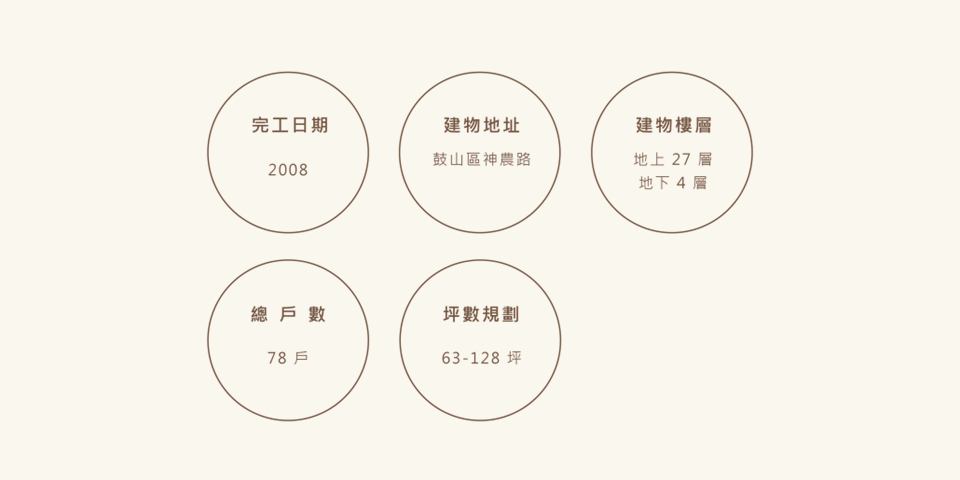 完工日期
2008
建物地址
鼓山區神農路
建物樓層
地上 27 層
地下 4 層
總 戶 數
78 戶
坪數規劃
63-128 坪